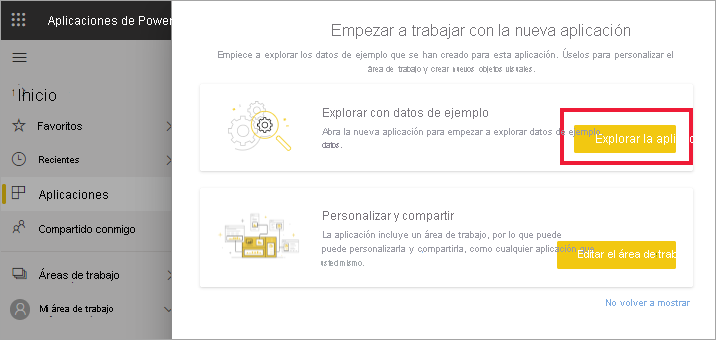 Aplicaciones de Power
Inicio
Favoritos
Recientes
Aplicaciones
Compartido conmigo
Áreas de trabajo
Mi área de trabajo
Empezar a trabajar con la nueva aplicación
Empiece a explorar los datos de ejemplo que se han creado para esta aplicación. Úselos para personalizar el
área de trabajo y crear nuevos objetos visuales.
Explorar con datos de ejemplo
Abra la nueva aplicación para empezar a explorar datos de ejemplo
datos.
Explorar la aplic
Personalizar y compartir
La aplicación incluye un área de trabajo, por lo que puede
puede personalizarla y compartirla, como cualquier aplicación que
usted mismo.
Editar el área de trab
No volver a mostrar